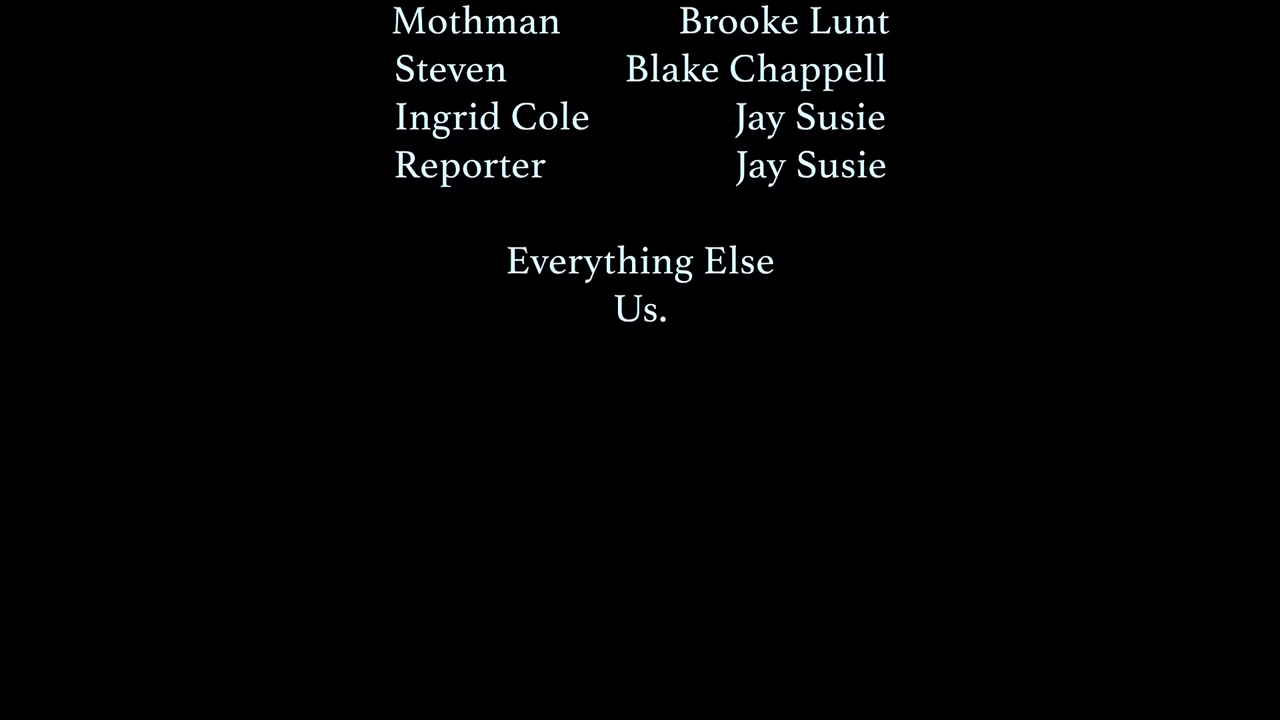 Mothman Brooke Lunt
Steven Blake Chappell
Ingrid Cole Jay Susie
Reporter Jay Susie
Everything Else
Us.